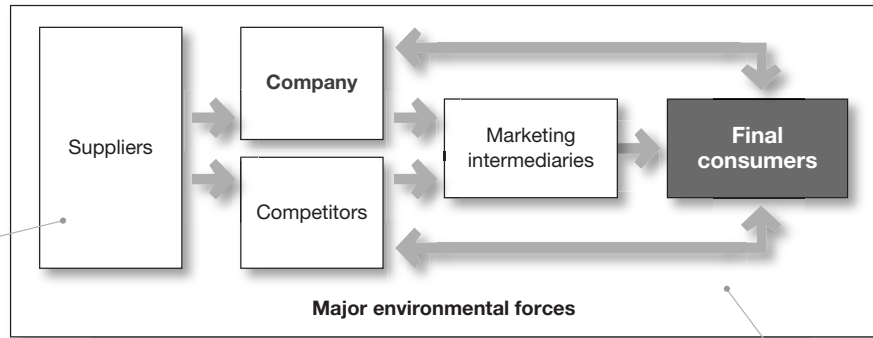 Suppliers
Company
Competitors
Marketing
intermediaries
Final
consumers
Major environmental forces